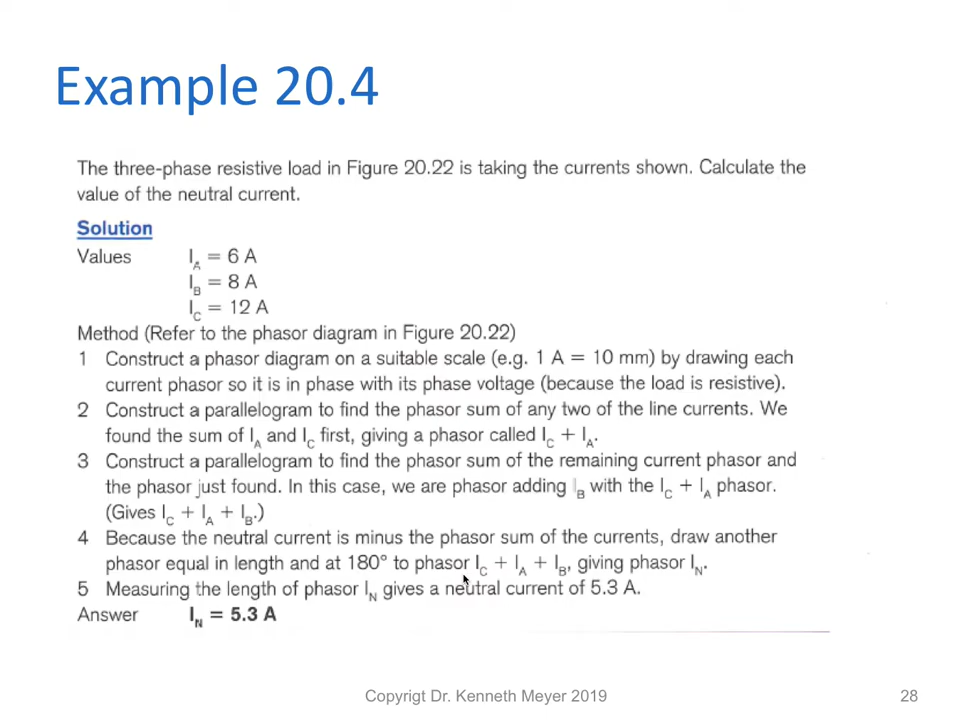 Example 20.4
The three-phase resistive load in Figure 20.22 is taking the currents shown. Calculate the
value of the neutral current.
Solution
Values I_A = 6 A
I_B = 8 A
I_C = 12 A
Method (Refer to the phasor diagram in Figure 20.22)
1 Construct a phasor diagram on a suitable scale (e.g. 1 A = 10 mm) by drawing each
current phasor so it is in phase with its phase voltage (because the load is resistive).
2 Construct a parallelogram to find the phasor sum of any two of the line currents. We
found the sum of I_A and I_C first, giving a phasor called I_C + I_A.
3 Construct a parallelogram to find the phasor sum of the remaining current phasor and
the phasor just found. In this case, we are phasor adding I_B with the I_C + I_A phasor.
(Gives I_C + I_A + I_B.)
4 Because the neutral current is minus the phasor sum of the currents, draw another
phasor equal in length and at 180° to phasor I_C + I_A + I_B, giving phasor I_N.
5 Measuring the length of phasor I_N gives a neutral current of 5.3 A.
Answer I_N = 5.3 A
Copyrigt Dr. Kenneth Meyer 2019
28